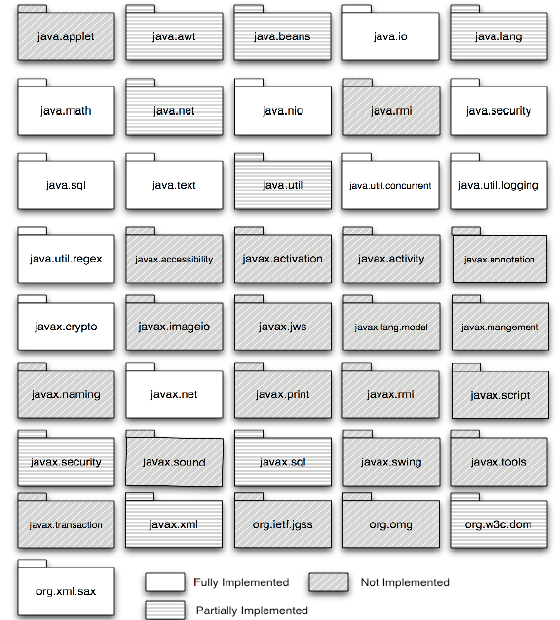 java.applet
java.awt
java.beans
java.io
java.lang
java.math
java.net
java.nio
java.rmi
java.security
java.sql
java.text
java.util
java.util.concurrent
java.util.logging
java.util.regex
javax.accessibility
javax.activation
javax.activity
javax.annotation
javax.crypto
javax.imageio
javax.jws
javax.lang.model
javax.mangement
javax.naming
javax.net
javax.print
javax.rmi
javax.script
javax.security
javax.sound
javax.sql
javax.swing
javax.tools
javax.transaction
javax.xml
org.ietf.jgss
org.omg
org.w3c.dom
org.xml.sax
Fully Implemented
Not Implemented
Partially Implemented